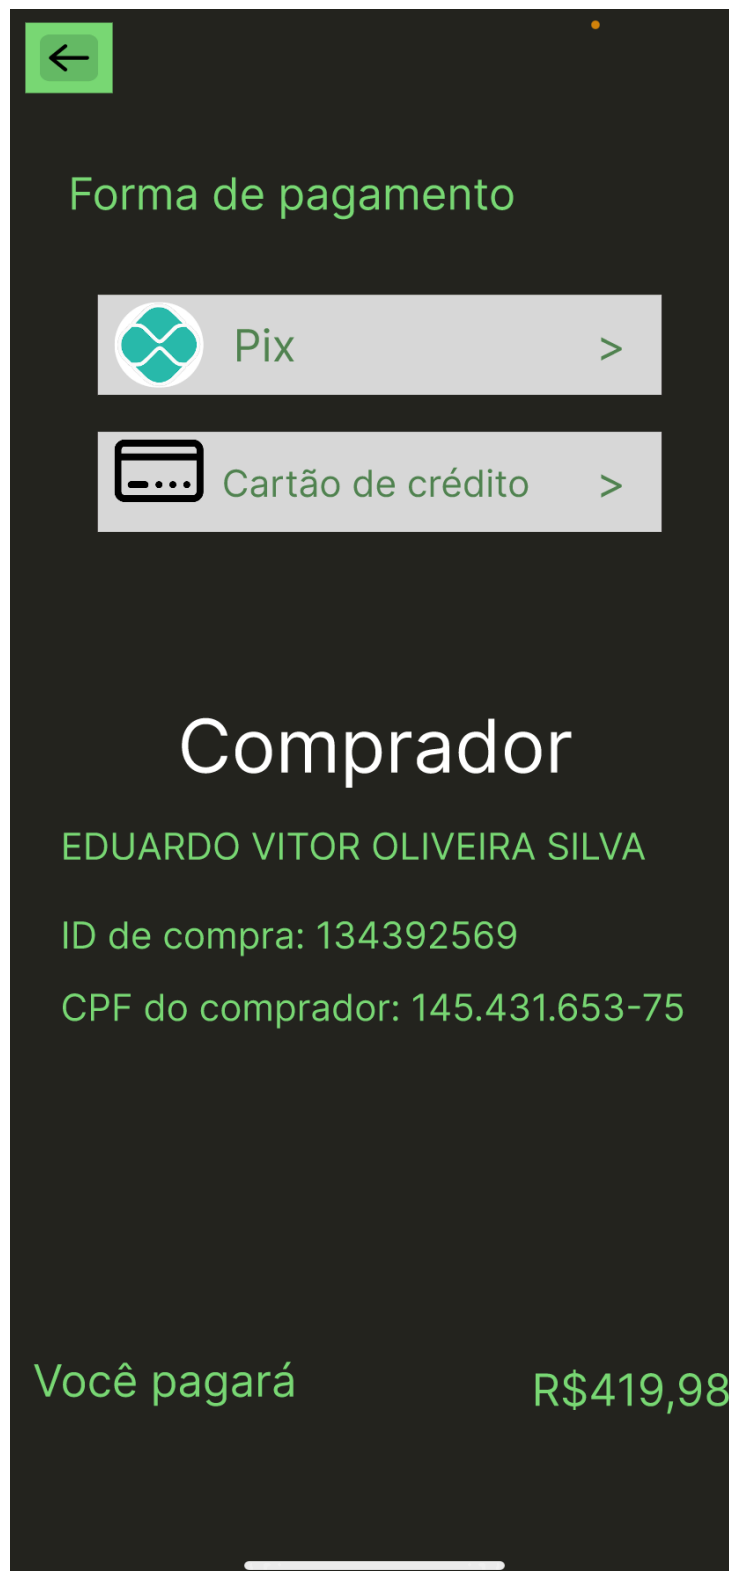 Forma de pagamento
Pix >
Cartão de crédito >
Comprador
EDUARDO VITOR OLIVEIRA SILVA
ID de compra: 134392569
CPF do comprador: 145.431.653-75
Você pagará R$419,98